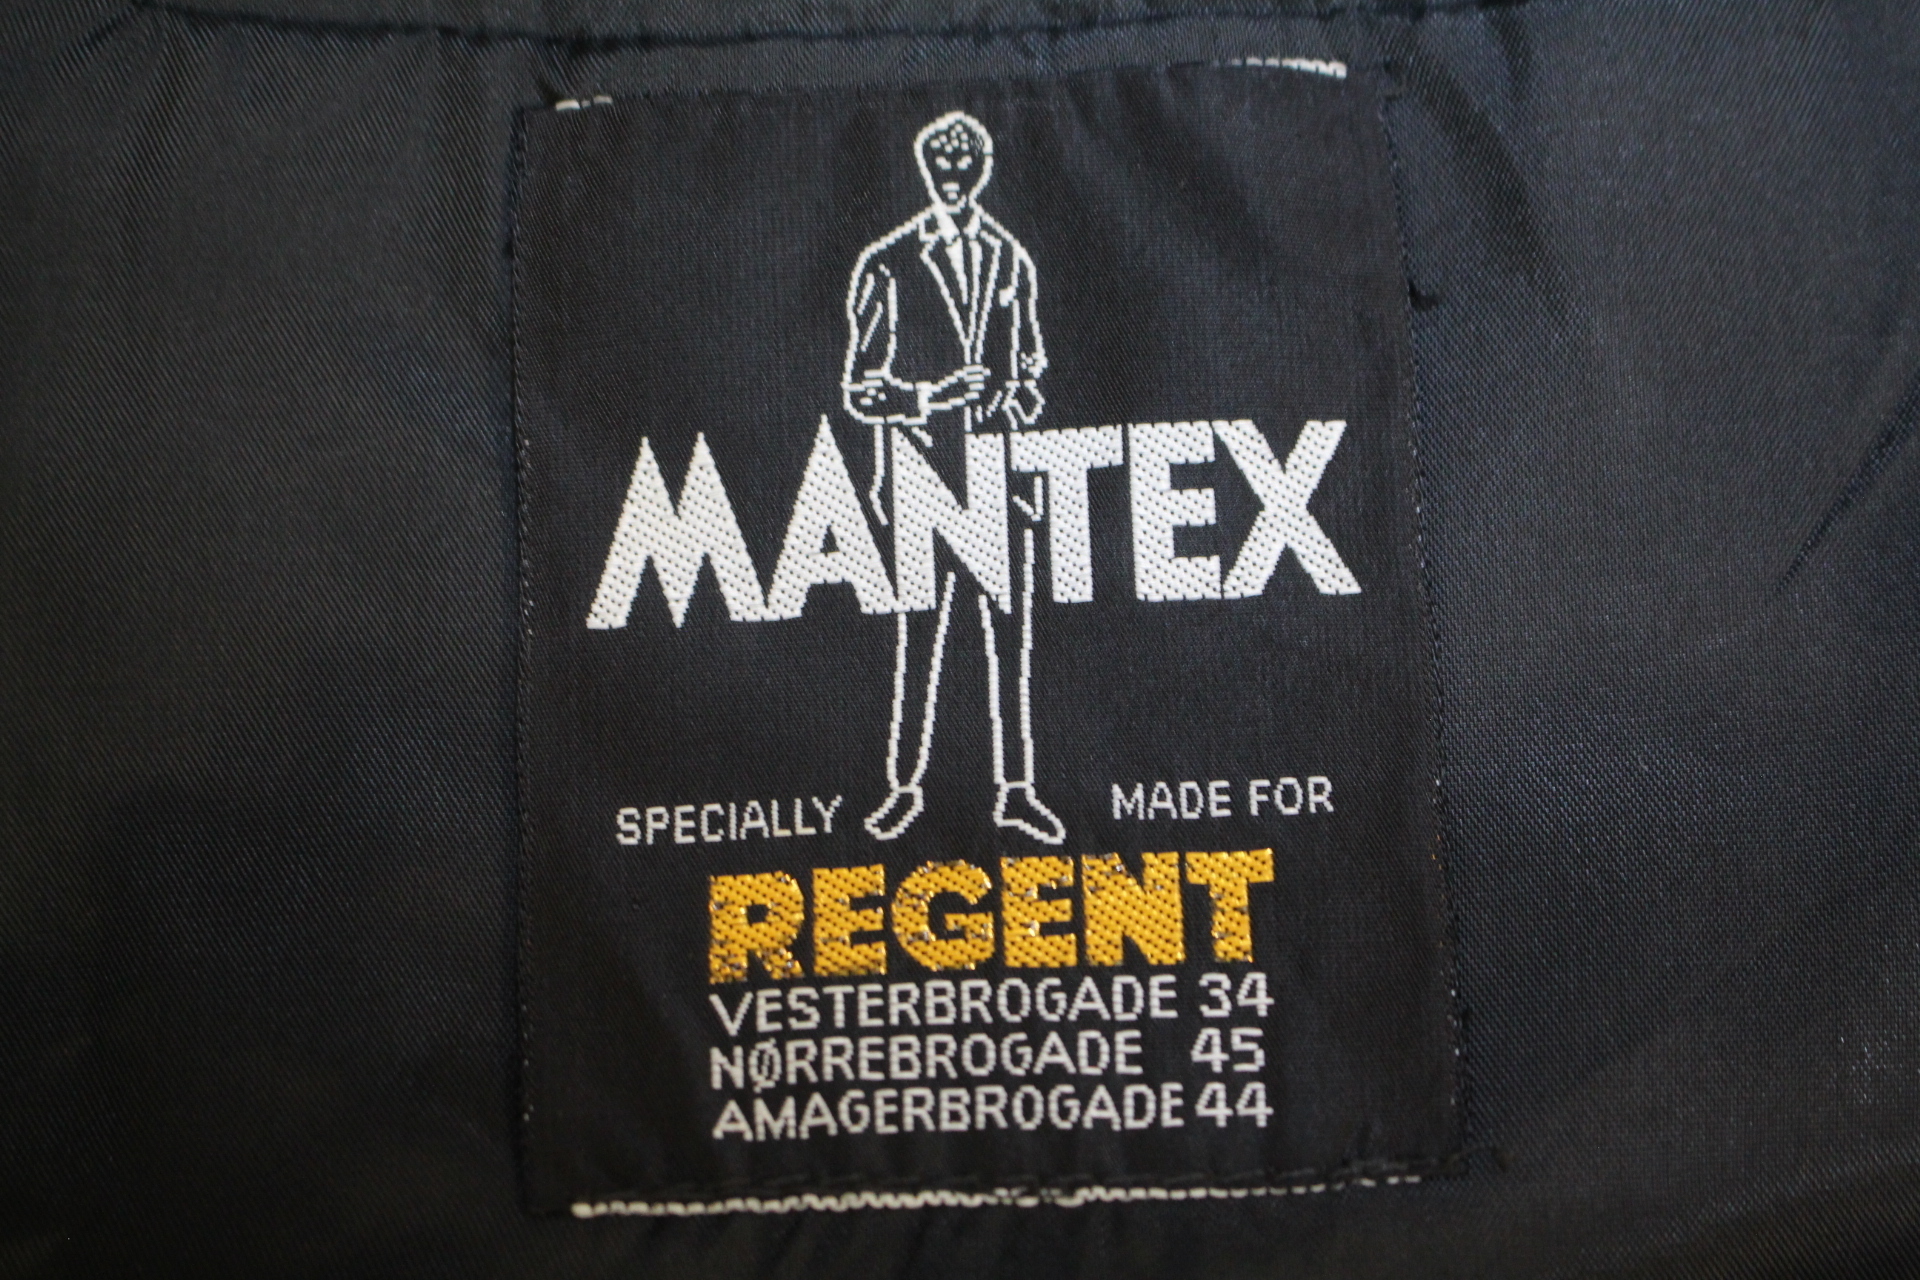 MANTEX
SPECIALLY MADE FOR
REGENT
VESTERBROGADE 34
NØRREBROGADE 45
AMAGERBROGADE 44